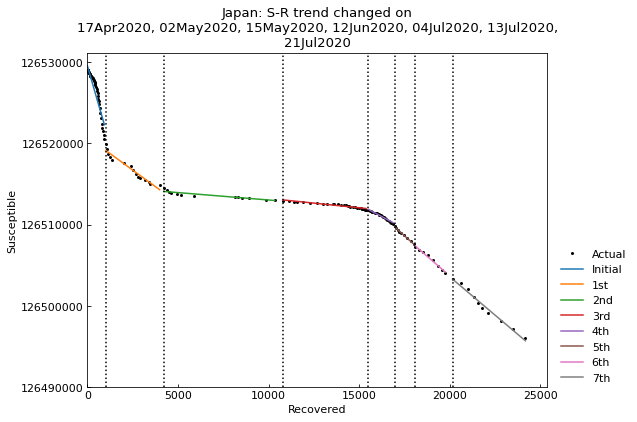 Japan: S-R trend changed on
17Apr2020, 02May2020, 15May2020, 12Jun2020, 04Jul2020, 13Jul2020,
21Jul2020
126530000
126520000
126510000
126500000
126490000
Susceptible
0 5000 10000 15000 20000 25000
Recovered
Actual
Initial
1st
2nd
3rd
4th
5th
6th
7th